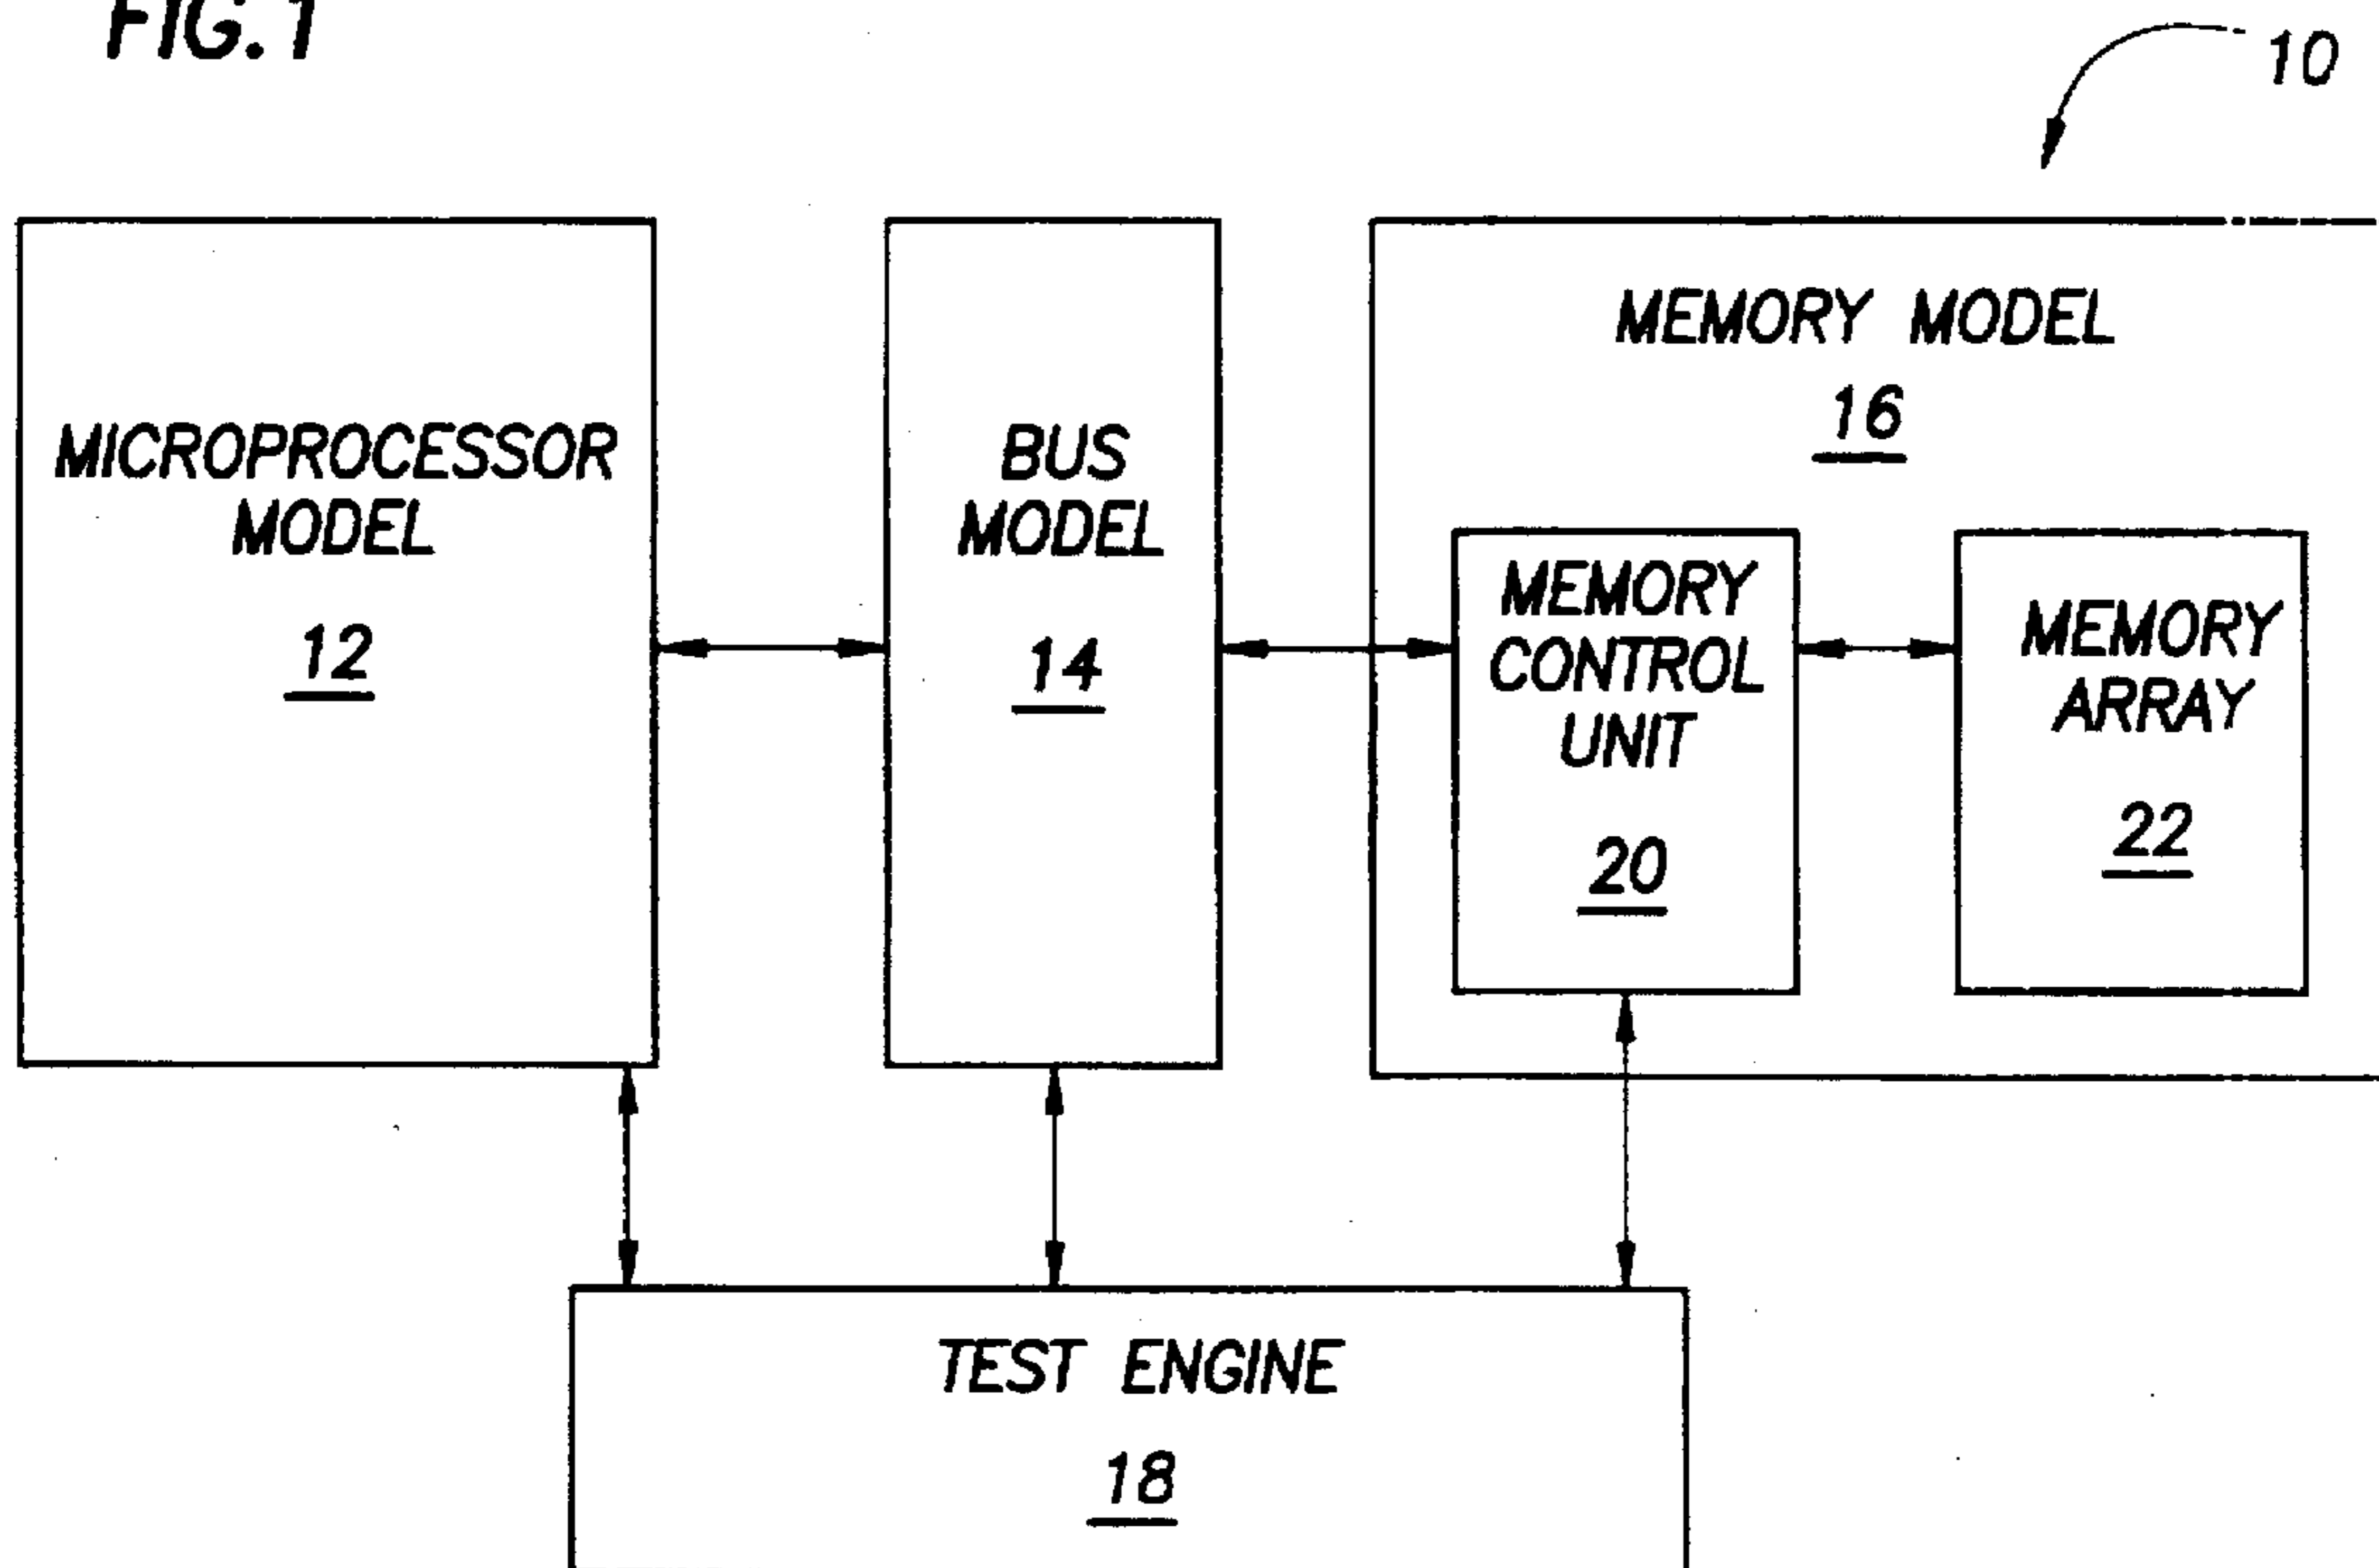 FIG. 1
10
MICROPROCESSOR
MODEL
12
BUS
MODEL
14
MEMORY MODEL
16
MEMORY
CONTROL
UNIT
20
MEMORY
ARRAY
22
TEST ENGINE
18